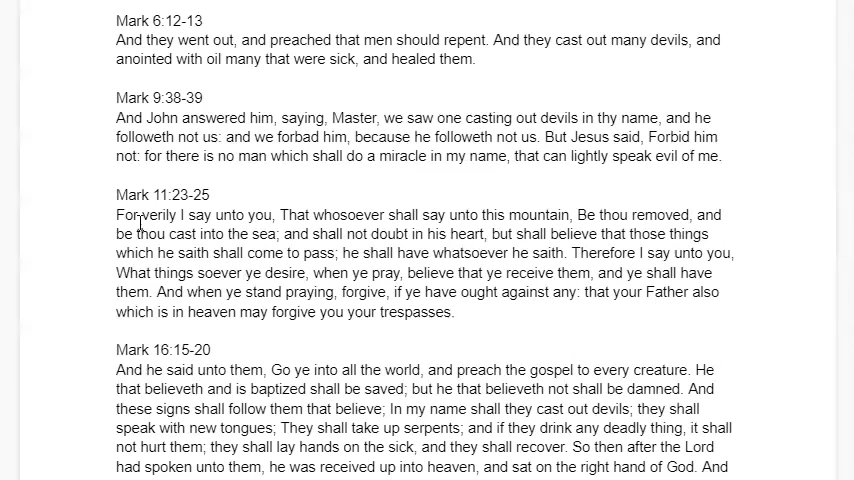 Mark 6:12-13
And they went out, and preached that men should repent. And they cast out many devils, and
anointed with oil many that were sick, and healed them.
Mark 9:38-39
And John answered him, saying, Master, we saw one casting out devils in thy name, and he
followeth not us: and we forbad him, because he followeth not us. But Jesus said, Forbid him
not: for there is no man which shall do a miracle in my name, that can lightly speak evil of me.
Mark 11:23-25
For verily I say unto you, That whosoever shall say unto this mountain, Be thou removed, and
be thou cast into the sea; and shall not doubt in his heart, but shall believe that those things
which he saith shall come to pass; he shall have whatsoever he saith. Therefore I say unto you,
What things soever ye desire, when ye pray, believe that ye receive them, and ye shall have
them. And when ye stand praying, forgive, if ye have ought against any: that your Father also
which is in heaven may forgive you your trespasses.
Mark 16:15-20
And he said unto them, Go ye into all the world, and preach the gospel to every creature. He
that believeth and is baptized shall be saved; but he that believeth not shall be damned. And
these signs shall follow them that believe; In my name shall they cast out devils; they shall
speak with new tongues; They shall take up serpents; and if they drink any deadly thing, it shall
not hurt them; they shall lay hands on the sick, and they shall recover. So then after the Lord
had spoken unto them, he was received up into heaven, and sat on the right hand of God. And